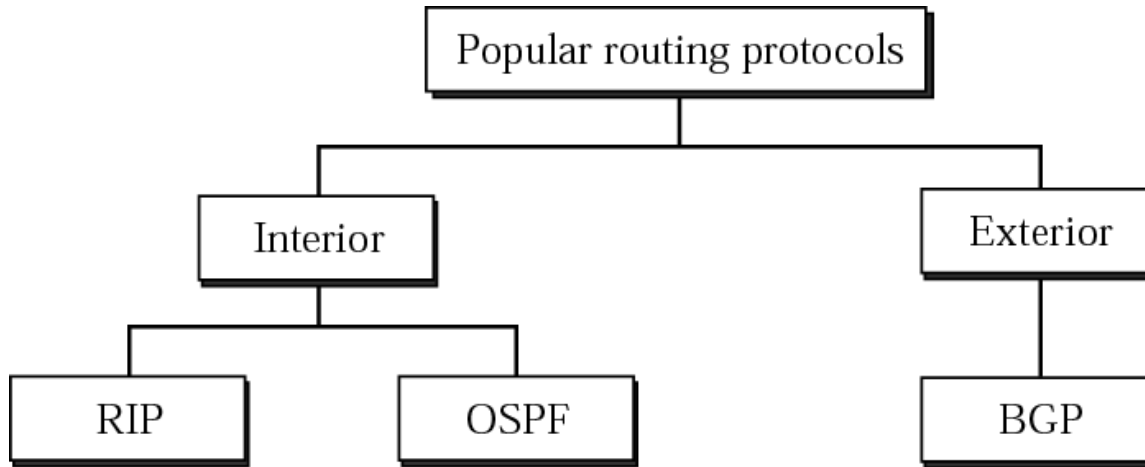 Popular routing protocols
Interior
Exterior
RIP
OSPF
BGP